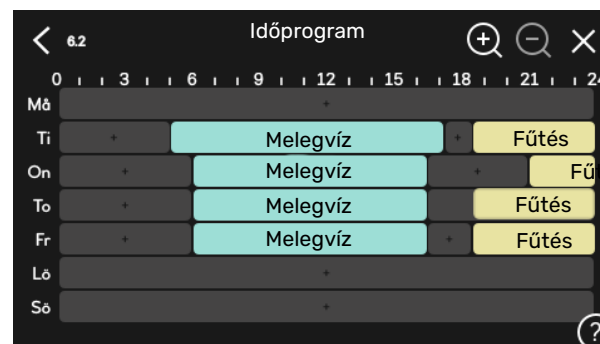 6.2 Időprogram
0 3 6 9 12 15 18 21 24
Må
Ti Melegvíz Fűtés
On Melegvíz Fű
To Melegvíz Fűtés
Fr Melegvíz Fűtés
Lö
Sö
?